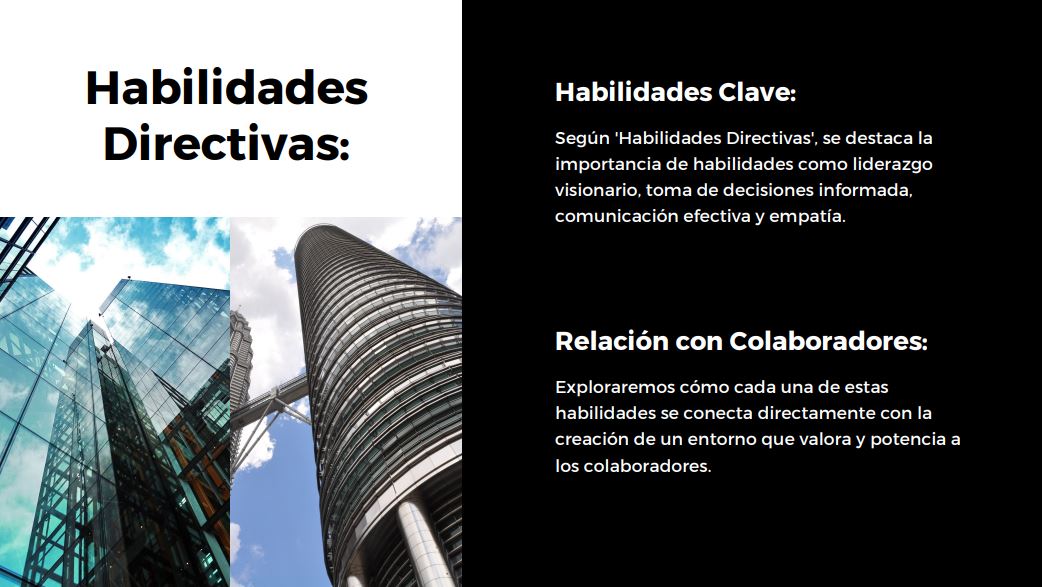 Habilidades
Directivas:
Habilidades Clave:
Según 'Habilidades Directivas', se destaca la
importancia de habilidades como liderazgo
visionario, toma de decisiones informada,
comunicación efectiva y empatía.
Relación con Colaboradores:
Exploraremos cómo cada una de estas
habilidades se conecta directamente con la
creación de un entorno que valora y potencia a
los colaboradores.